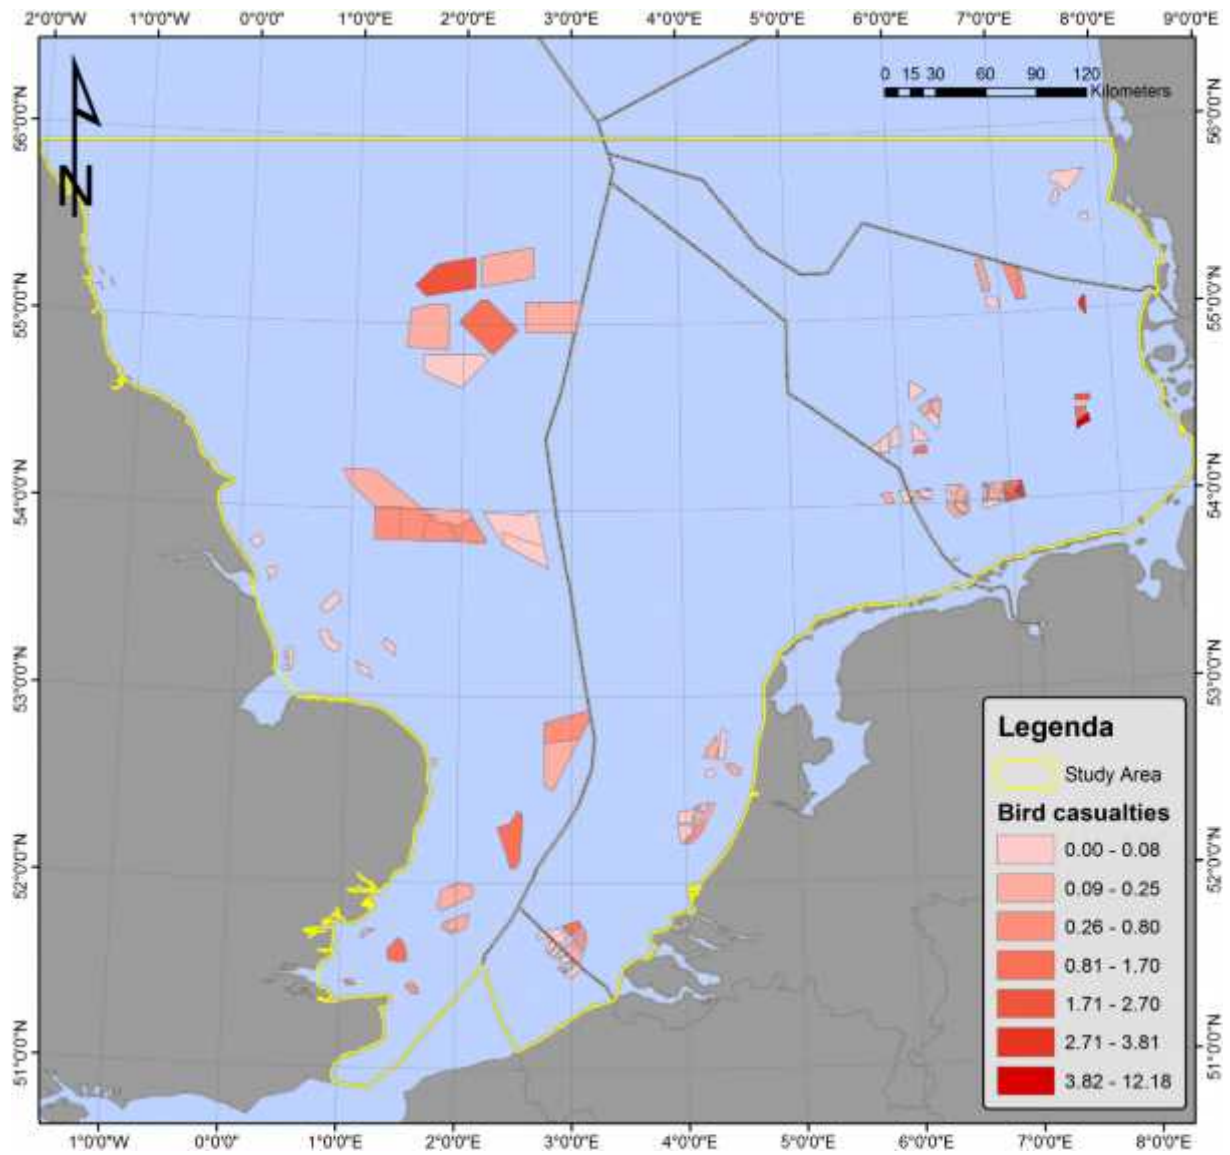 2°0'0"W 1°0'0"W 0°0'0" 1°0'0"E 2°0'0"E 3°0'0"E 4°0'0"E 5°0'0"E 6°0'0"E 7°0'0"E 8°0'0"E 9°0'0"E
0 15 30 60 90 120
Kilometers
N
56°0'0"N
55°0'0"N
54°0'0"N
53°0'0"N
52°0'0"N
51°0'0"N
56°0'0"N
55°0'0"N
54°0'0"N
53°0'0"N
52°0'0"N
51°0'0"N
Legenda
Study Area
Bird casualties
0.00 - 0.08
0.09 - 0.25
0.26 - 0.80
0.81 - 1.70
1.71 - 2.70
2.71 - 3.81
3.82 - 12.18
1°0'0"W 0°0'0" 1°0'0"E 2°0'0"E 3°0'0"E 4°0'0"E 5°0'0"E 6°0'0"E 7°0'0"E 8°0'0"E